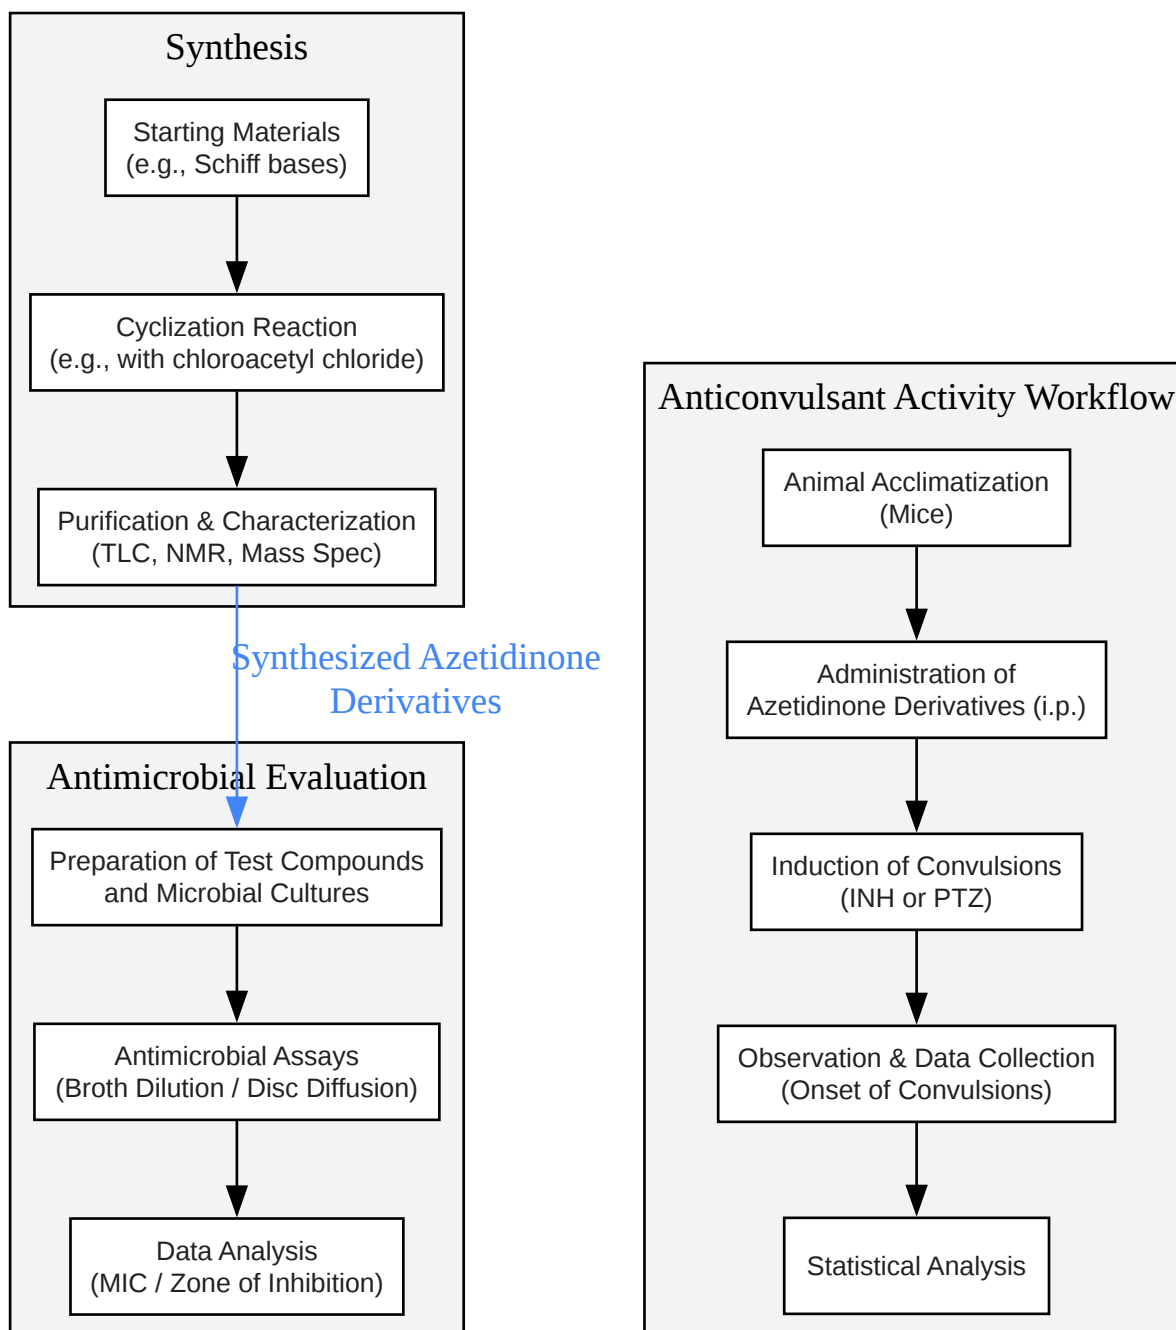 Synthesis
Starting Materials
(e.g., Schiff bases)
Cyclization Reaction
(e.g., with chloroacetyl chloride)
Purification & Characterization
(TLC, NMR, Mass Spec)
Synthesized Azetidinone
Derivatives
Antimicrobial Evaluation
Preparation of Test Compounds
and Microbial Cultures
Antimicrobial Assays
(Broth Dilution / Disc Diffusion)
Data Analysis
(MIC / Zone of Inhibition)
Anticonvulsant Activity Workflow
Animal Acclimatization
(Mice)
Administration of
Azetidinone Derivatives (i.p.)
Induction of Convulsions
(INH or PTZ)
Observation & Data Collection
(Onset of Convulsions)
Statistical Analysis